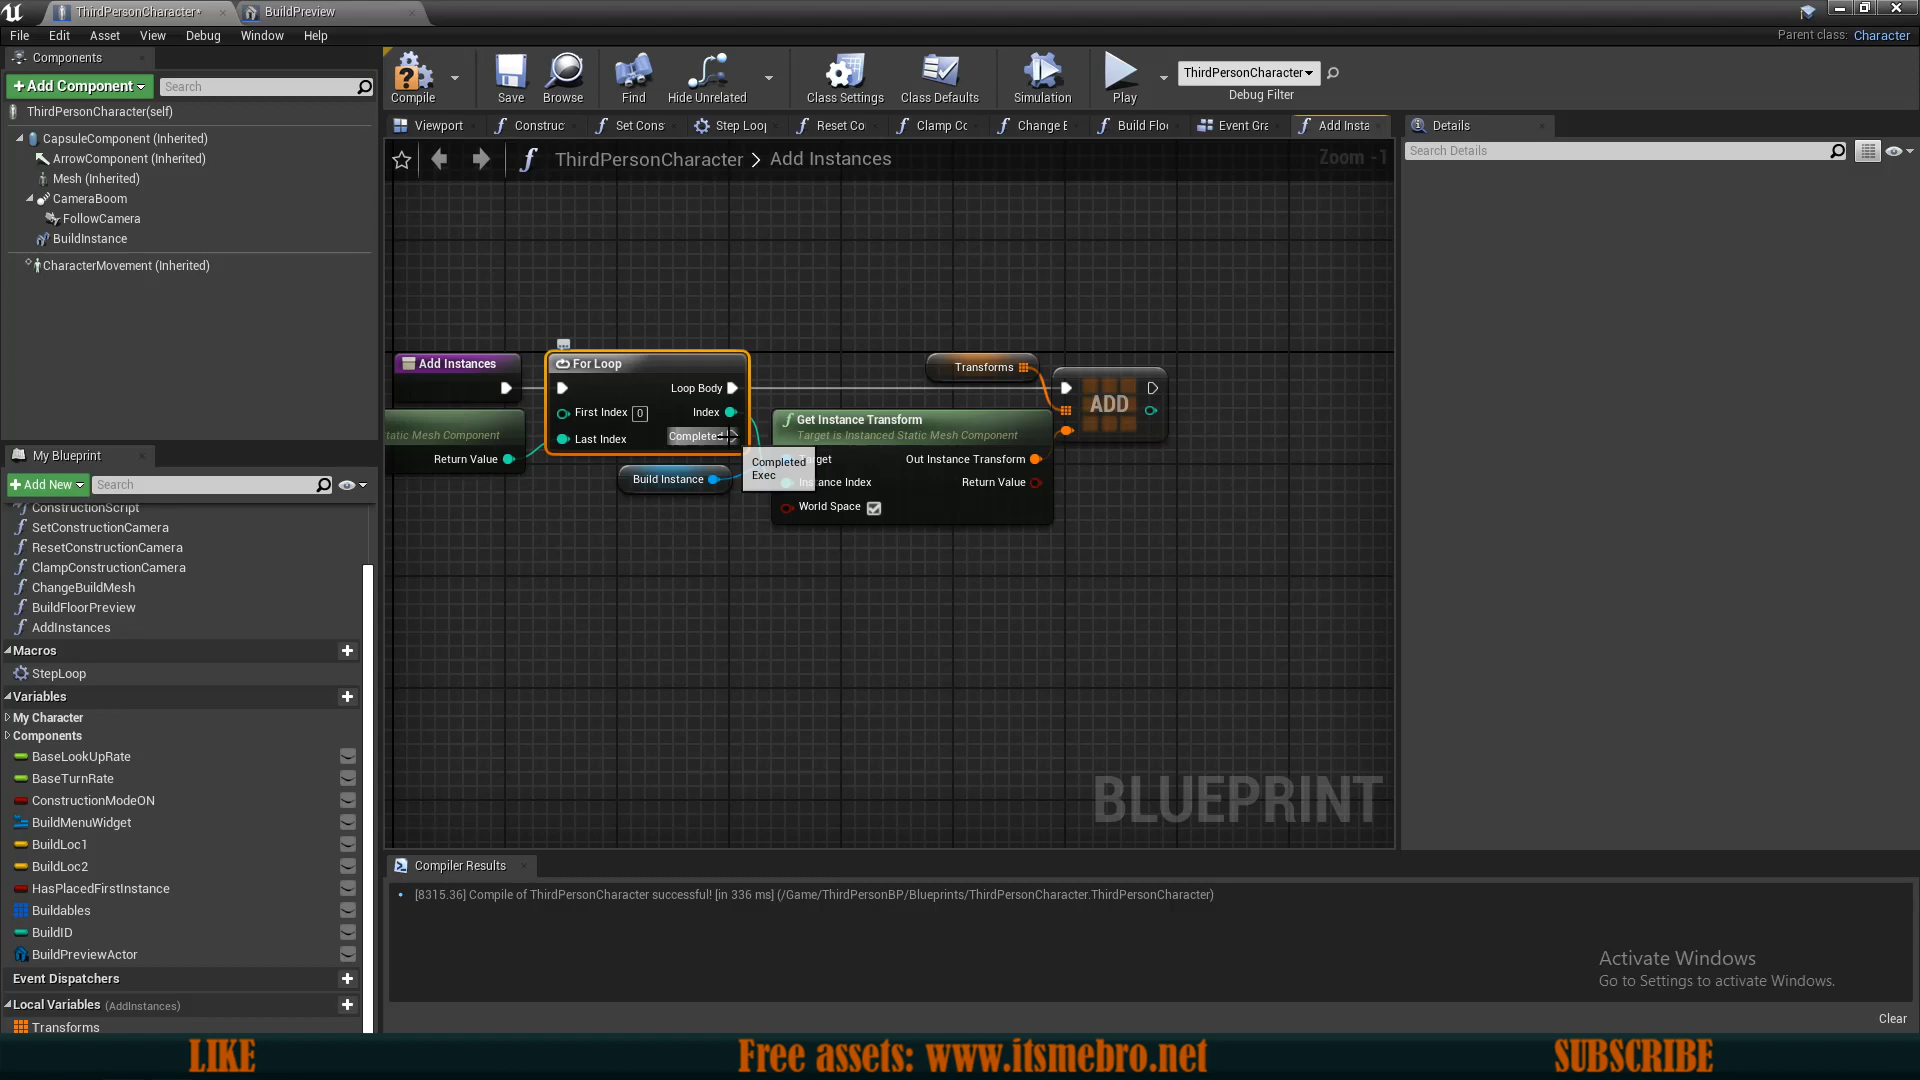 ThirdPersonCharacter*
BuildPreview
File Edit Asset View Debug Window Help
Parent class: Character
Components
+Add Component
Search
ThirdPersonCharacter(self)
CapsuleComponent (Inherited)
ArrowComponent (Inherited)
Mesh (Inherited)
CameraBoom
FollowCamera
BuildInstance
CharacterMovement (Inherited)
Compile
Save
Browse
Find
Hide Unrelated
Class Settings
Class Defaults
Simulation
Play
ThirdPersonCharacter
Debug Filter
Viewport
Construc
Set Cons
Step Loop
Reset Co
Clamp Co
Change B
Build Flo
Event Gra
Add Insta
Details
Search Details
ThirdPersonCharacter > Add Instances
Zoom -1
Add Instances
For Loop
Loop Body
First Index 0
Index
Last Index
Completed
tatic Mesh Component
Return Value
Build Instance
Completed
Exec
Transforms
ADD
Get Instance Transform
Target is Instanced Static Mesh Component
Target
Out Instance Transform
Instance Index
Return Value
World Space
BLUEPRINT
My Blueprint
+Add New
Search
ConstructionScript
SetConstructionCamera
ResetConstructionCamera
ClampConstructionCamera
ChangeBuildMesh
BuildFloorPreview
AddInstances
Macros
StepLoop
Variables
My Character
Components
BaseLookUpRate
BaseTurnRate
ConstructionModeON
BuildMenuWidget
BuildLoc1
BuildLoc2
HasPlacedFirstInstance
Buildables
BuildID
BuildPreviewActor
Event Dispatchers
Local Variables (AddInstances)
Transforms
Compiler Results
[8315.36] Compile of ThirdPersonCharacter successful! [in 336 ms] (/Game/ThirdPersonBP/Blueprints/ThirdPersonCharacter.ThirdPersonCharacter)
Activate Windows
Go to Settings to activate Windows.
Clear
LIKE
Free assets: www.itsmebro.net
SUBSCRIBE